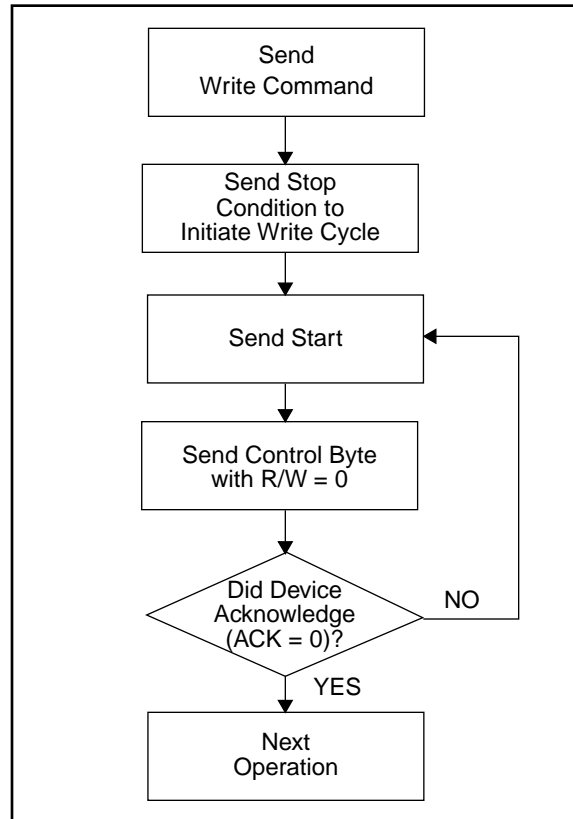 Send
Write Command
Send Stop
Condition to
Initiate Write Cycle
Send Start
Send Control Byte
with R/W = 0
Did Device
Acknowledge
(ACK = 0)?
NO
YES
Next
Operation